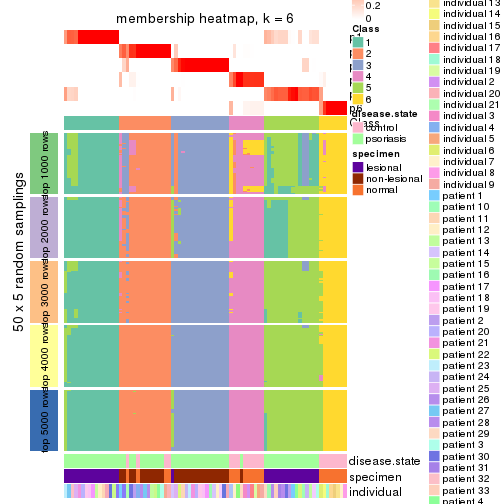 membership heatmap, k = 6
p1
p6
Class
50 x 5 random samplings
top 1000 rows
top 2000 rows
top 3000 rows
top 4000 rows
top 5000 rows
disease.state
specimen
individual
0.2
0
Class
1
2
3
4
5
6
disease.state
control
psoriasis
specimen
lesional
non-lesional
normal
individual 13
individual 14
individual 15
individual 16
individual 17
individual 18
individual 19
individual 2
individual 20
individual 21
individual 3
individual 4
individual 5
individual 6
individual 7
individual 8
individual 9
patient 1
patient 10
patient 11
patient 12
patient 13
patient 14
patient 15
patient 16
patient 17
patient 18
patient 19
patient 2
patient 20
patient 21
patient 22
patient 23
patient 24
patient 25
patient 26
patient 27
patient 28
patient 29
patient 3
patient 30
patient 31
patient 32
patient 33
patient 4